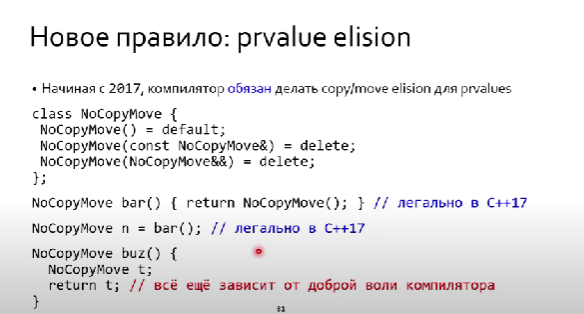 Новое правило: prvalue elision
• Начиная с 2017, компилятор обязан делать copy/move elision для prvalues
class NoCopyMove {
NoCopyMove() = default;
NoCopyMove(const NoCopyMove&) = delete;
NoCopyMove(NoCopyMove&&) = delete;
};
NoCopyMove bar() { return NoCopyMove(); } // легально в C++17
NoCopyMove n = bar(); // легально в C++17
NoCopyMove buz() {
NoCopyMove t;
return t; // всё ещё зависит от доброй воли компилятора
}
81